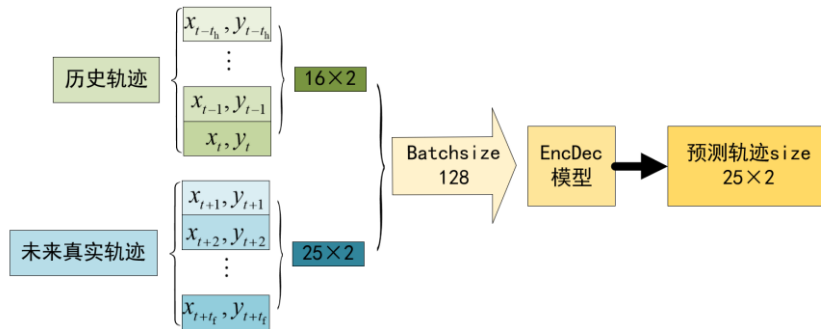 历史轨迹
x_{t-t_h}, y_{t-t_h}
⋮
x_{t-1}, y_{t-1}
x_t, y_t
16×2
未来真实轨迹
x_{t+1}, y_{t+1}
x_{t+2}, y_{t+2}
⋮
x_{t+t_f}, y_{t+t_f}
25×2
Batchsize
128
EncDec
模型
预测轨迹size
25×2